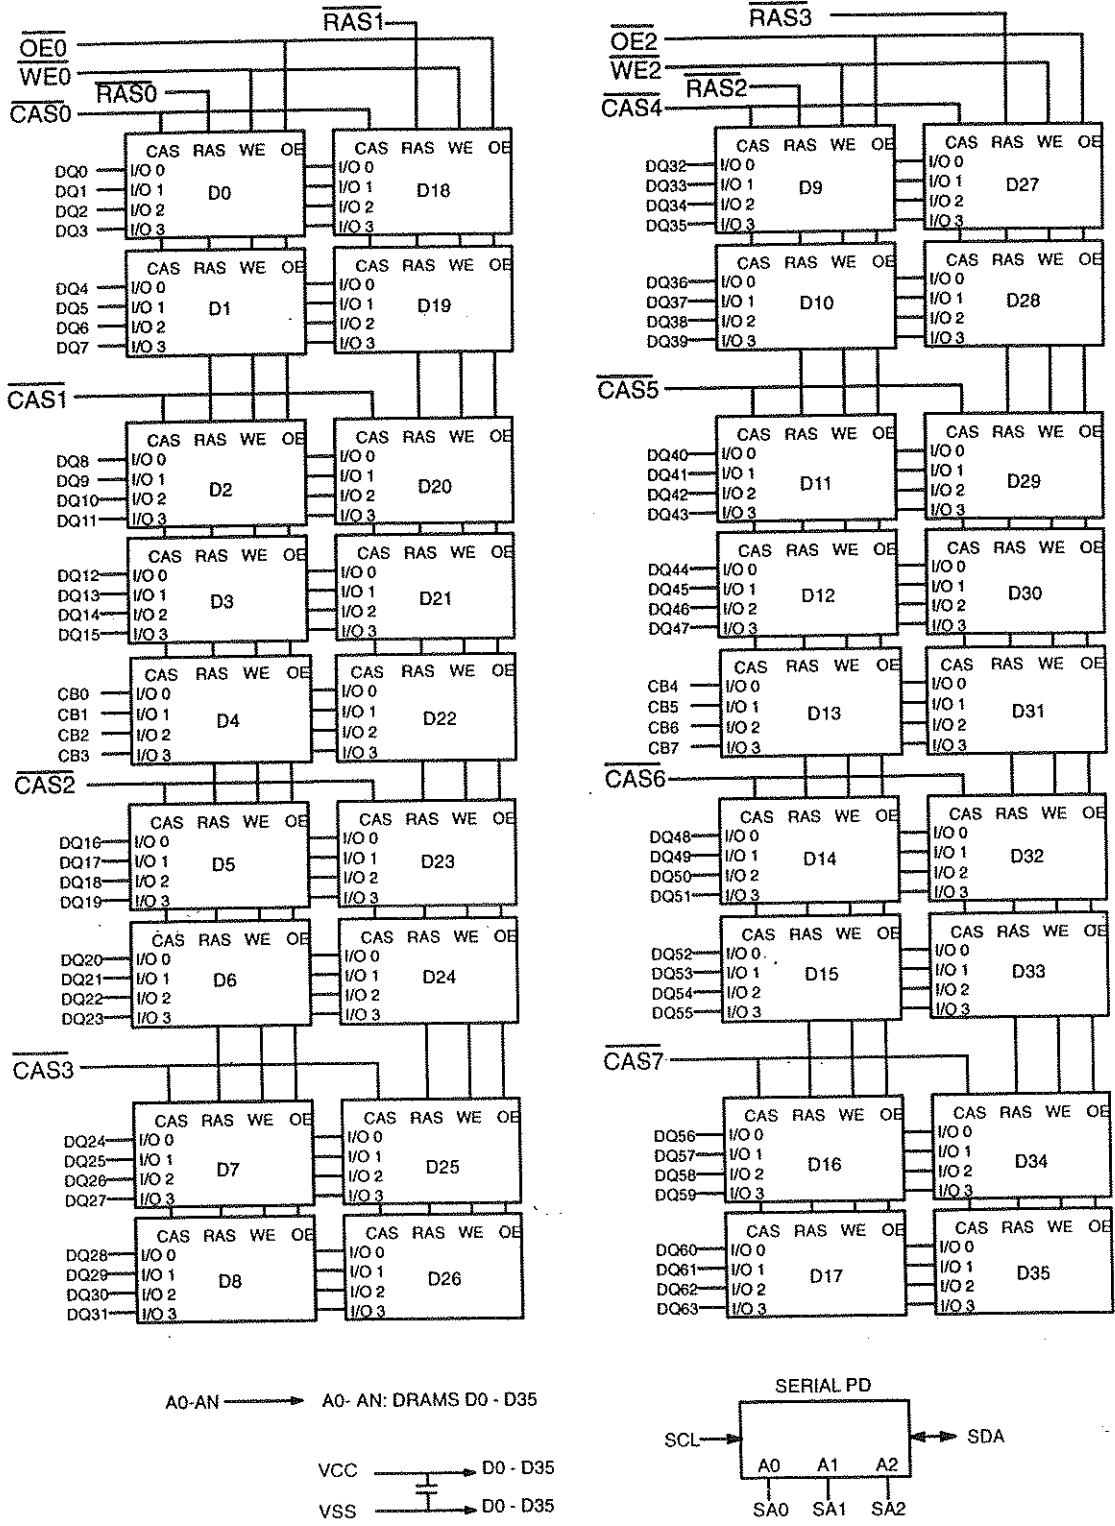 RAS1
OE0
WE0
RAS0
CAS0
CAS RAS WE OE
CAS RAS WE OE
DQ0 I/O 0
DQ1 I/O 1
DQ2 I/O 2
DQ3 I/O 3
D0
I/O 0
I/O 1
I/O 2
I/O 3
D18
CAS RAS WE OE
CAS RAS WE OE
DQ4 I/O 0
DQ5 I/O 1
DQ6 I/O 2
DQ7 I/O 3
D1
I/O 0
I/O 1
I/O 2
I/O 3
D19
CAS1
CAS RAS WE OE
CAS RAS WE OE
DQ8 I/O 0
DQ9 I/O 1
DQ10 I/O 2
DQ11 I/O 3
D2
I/O 0
I/O 1
I/O 2
I/O 3
D20
CAS RAS WE OE
CAS RAS WE OE
DQ12 I/O 0
DQ13 I/O 1
DQ14 I/O 2
DQ15 I/O 3
D3
I/O 0
I/O 1
I/O 2
I/O 3
D21
CAS RAS WE OE
CAS RAS WE OE
CB0 I/O 0
CB1 I/O 1
CB2 I/O 2
CB3 I/O 3
D4
I/O 0
I/O 1
I/O 2
I/O 3
D22
CAS2
CAS RAS WE OE
CAS RAS WE OE
DQ16 I/O 0
DQ17 I/O 1
DQ18 I/O 2
DQ19 I/O 3
D5
I/O 0
I/O 1
I/O 2
I/O 3
D23
CAS RAS WE OE
CAS RAS WE OE
DQ20 I/O 0
DQ21 I/O 1
DQ22 I/O 2
DQ23 I/O 3
D6
I/O 0
I/O 1
I/O 2
I/O 3
D24
CAS3
CAS RAS WE OE
CAS RAS WE OE
DQ24 I/O 0
DQ25 I/O 1
DQ26 I/O 2
DQ27 I/O 3
D7
I/O 0
I/O 1
I/O 2
I/O 3
D25
CAS RAS WE OE
CAS RAS WE OE
DQ28 I/O 0
DQ29 I/O 1
DQ30 I/O 2
DQ31 I/O 3
D8
I/O 0
I/O 1
I/O 2
I/O 3
D26
RAS3
OE2
WE2
RAS2
CAS4
CAS RAS WE OE
CAS RAS WE OE
DQ32 I/O 0
DQ33 I/O 1
DQ34 I/O 2
DQ35 I/O 3
D9
I/O 0
I/O 1
I/O 2
I/O 3
D27
CAS RAS WE OE
CAS RAS WE OE
DQ36 I/O 0
DQ37 I/O 1
DQ38 I/O 2
DQ39 I/O 3
D10
I/O 0
I/O 1
I/O 2
I/O 3
D28
CAS5
CAS RAS WE OE
CAS RAS WE OE
DQ40 I/O 0
DQ41 I/O 1
DQ42 I/O 2
DQ43 I/O 3
D11
I/O 0
I/O 1
I/O 2
I/O 3
D29
CAS RAS WE OE
CAS RAS WE OE
DQ44 I/O 0
DQ45 I/O 1
DQ46 I/O 2
DQ47 I/O 3
D12
I/O 0
I/O 1
I/O 2
I/O 3
D30
CAS RAS WE OE
CAS RAS WE OE
CB4 I/O 0
CB5 I/O 1
CB6 I/O 2
CB7 I/O 3
D13
I/O 0
I/O 1
I/O 2
I/O 3
D31
CAS6
CAS RAS WE OE
CAS RAS WE OE
DQ48 I/O 0
DQ49 I/O 1
DQ50 I/O 2
DQ51 I/O 3
D14
I/O 0
I/O 1
I/O 2
I/O 3
D32
CAS RAS WE OE
CAS RAS WE OE
DQ52 I/O 0
DQ53 I/O 1
DQ54 I/O 2
DQ55 I/O 3
D15
I/O 0
I/O 1
I/O 2
I/O 3
D33
CAS7
CAS RAS WE OE
CAS RAS WE OE
DQ56 I/O 0
DQ57 I/O 1
DQ58 I/O 2
DQ59 I/O 3
D16
I/O 0
I/O 1
I/O 2
I/O 3
D34
CAS RAS WE OE
CAS RAS WE OE
DQ60 I/O 0
DQ61 I/O 1
DQ62 I/O 2
DQ63 I/O 3
D17
I/O 0
I/O 1
I/O 2
I/O 3
D35
A0-AN A0- AN: DRAMS D0 - D35
VCC D0 - D35
VSS D0 - D35
SERIAL PD
SCL SDA
A0 A1 A2
SA0 SA1 SA2